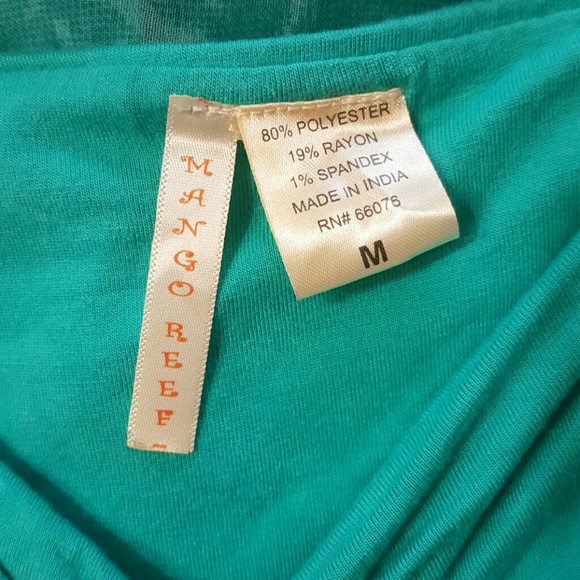 MANGO REEF
80% POLYESTER
19% RAYON
1% SPANDEX
MADE IN INDIA
RN# 66076
M